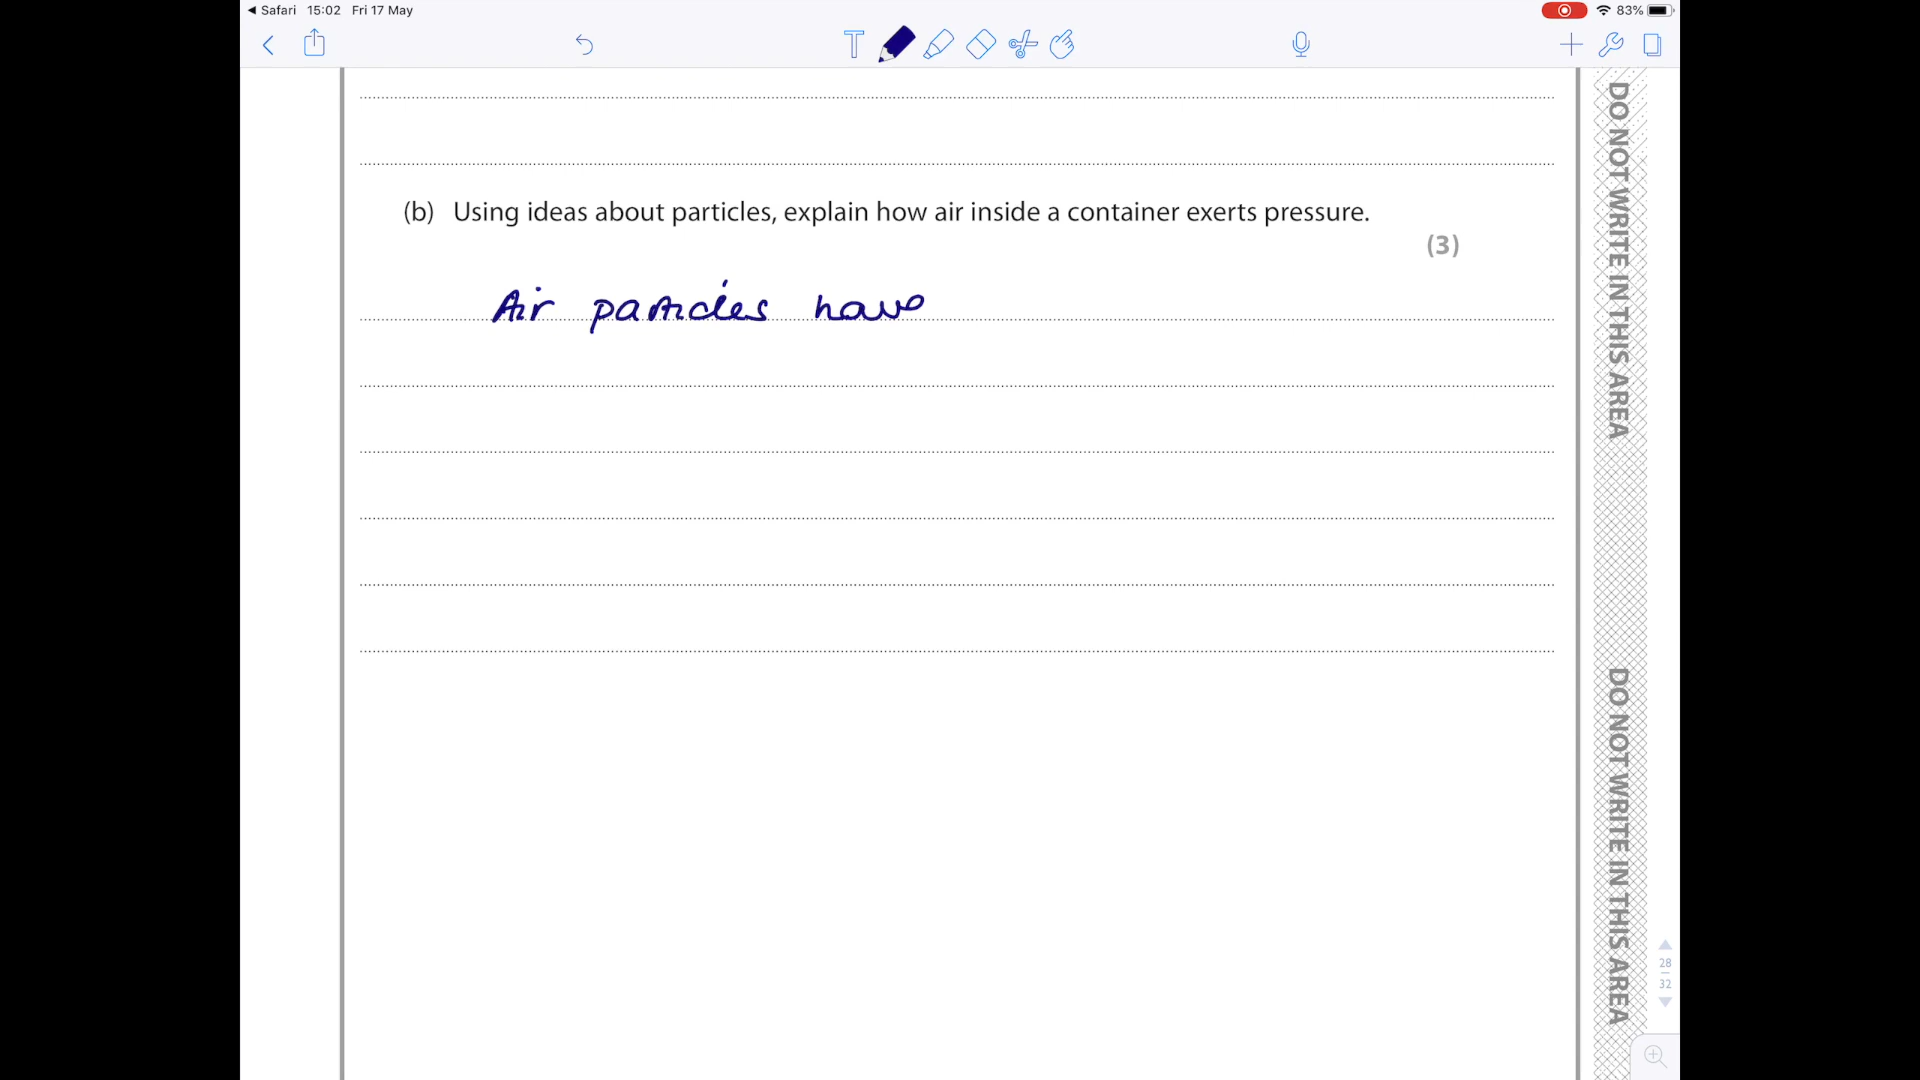 ◀ Safari 15:02 Fri 17 May
83%
T
(b) Using ideas about particles, explain how air inside a container exerts pressure.
(3)
Air particles have
DO NOT WRITE IN THIS AREA
DO NOT WRITE IN THIS AREA
28
32